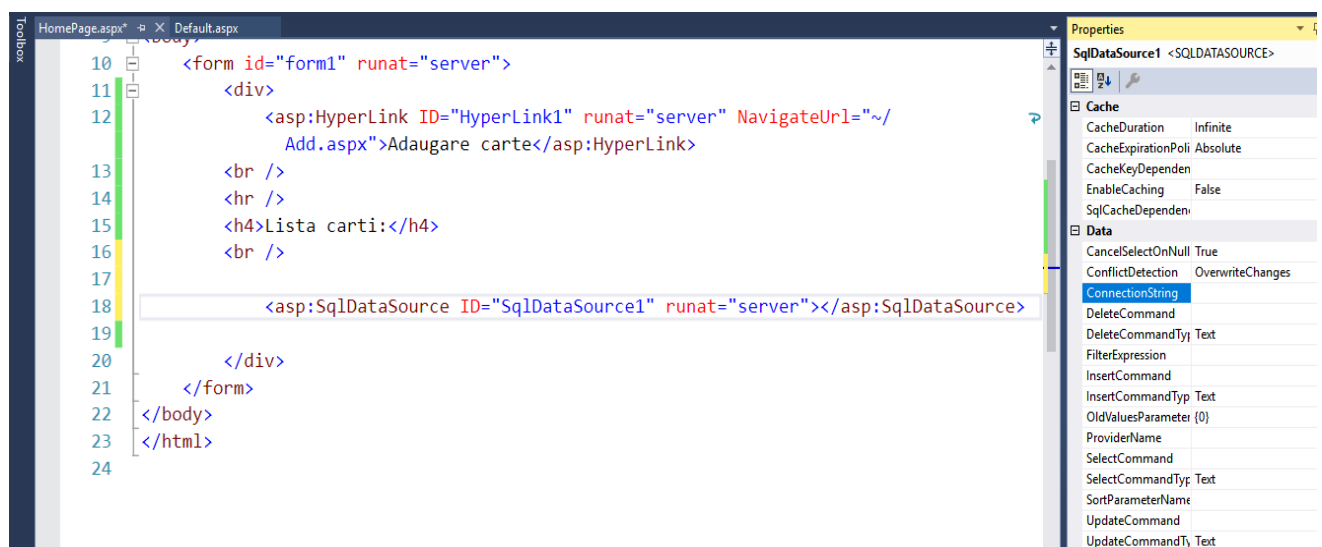 Toolbox
HomePage.aspx* Default.aspx
10 <form id="form1" runat="server">
11 <div>
12 <asp:HyperLink ID="HyperLink1" runat="server" NavigateUrl="~/
Add.aspx">Adaugare carte</asp:HyperLink>
13 <br />
14 <hr />
15 <h4>Lista carti:</h4>
16 <br />
17
18 <asp:SqlDataSource ID="SqlDataSource1" runat="server"></asp:SqlDataSource>
19
20 </div>
21 </form>
22 </body>
23 </html>
24
Properties
SqlDataSource1 <SQLDATASOURCE>
Cache
CacheDuration Infinite
CacheExpirationPoli Absolute
CacheKeyDependen
EnableCaching False
SqlCacheDependen
Data
CancelSelectOnNull True
ConflictDetection OverwriteChanges
ConnectionString
DeleteCommand
DeleteCommandTyp Text
FilterExpression
InsertCommand
InsertCommandTyp Text
OldValuesParameter {0}
ProviderName
SelectCommand
SelectCommandTyp Text
SortParameterName
UpdateCommand
UpdateCommandTy Text